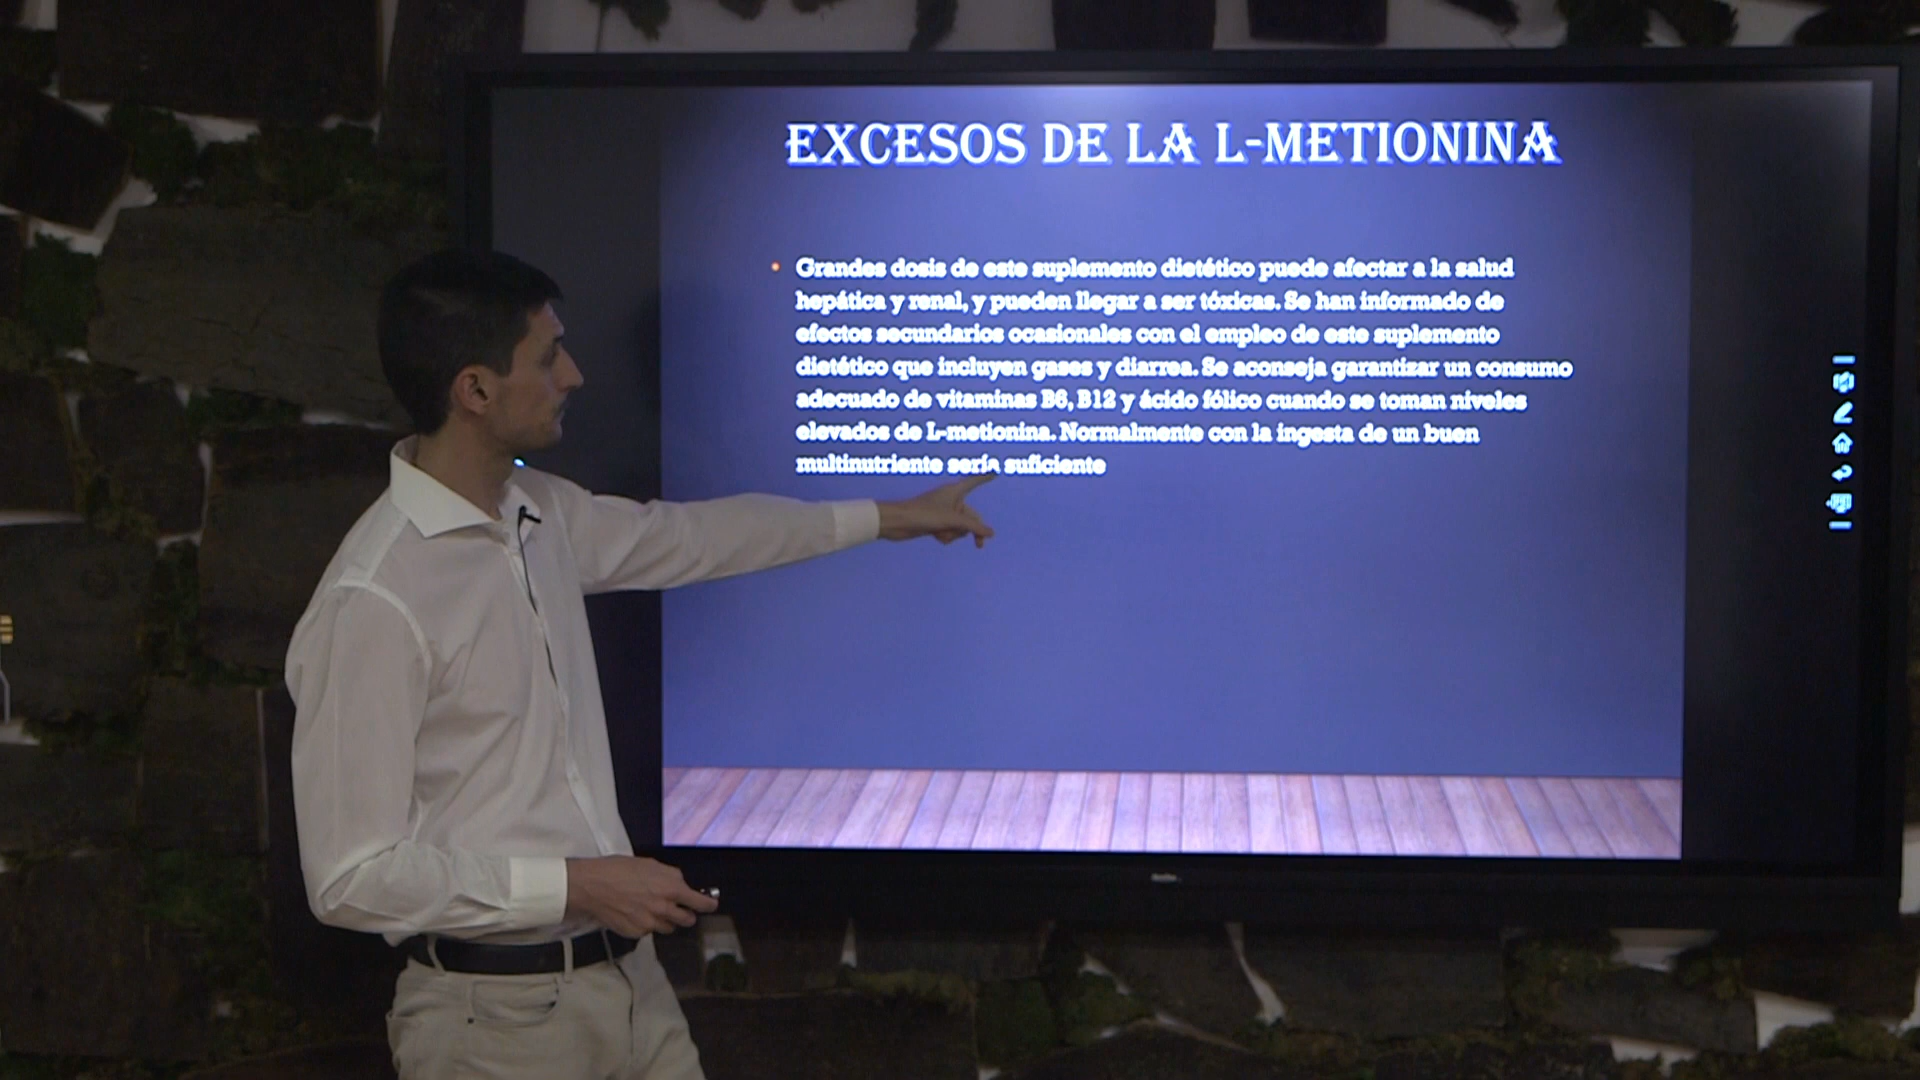 EXCESOS DE LA L-METIONINA
• Grandes dosis de este suplemento dietético puede afectar a la salud
hepática y renal, y pueden llegar a ser tóxicas. Se han informado de
efectos secundarios ocasionales con el empleo de este suplemento
dietético que incluyen gases y diarrea. Se aconseja garantizar un consumo
adecuado de vitaminas B6, B12 y ácido fólico cuando se toman niveles
elevados de L-metionina. Normalmente con la ingesta de un buen
multinutriente sería suficiente